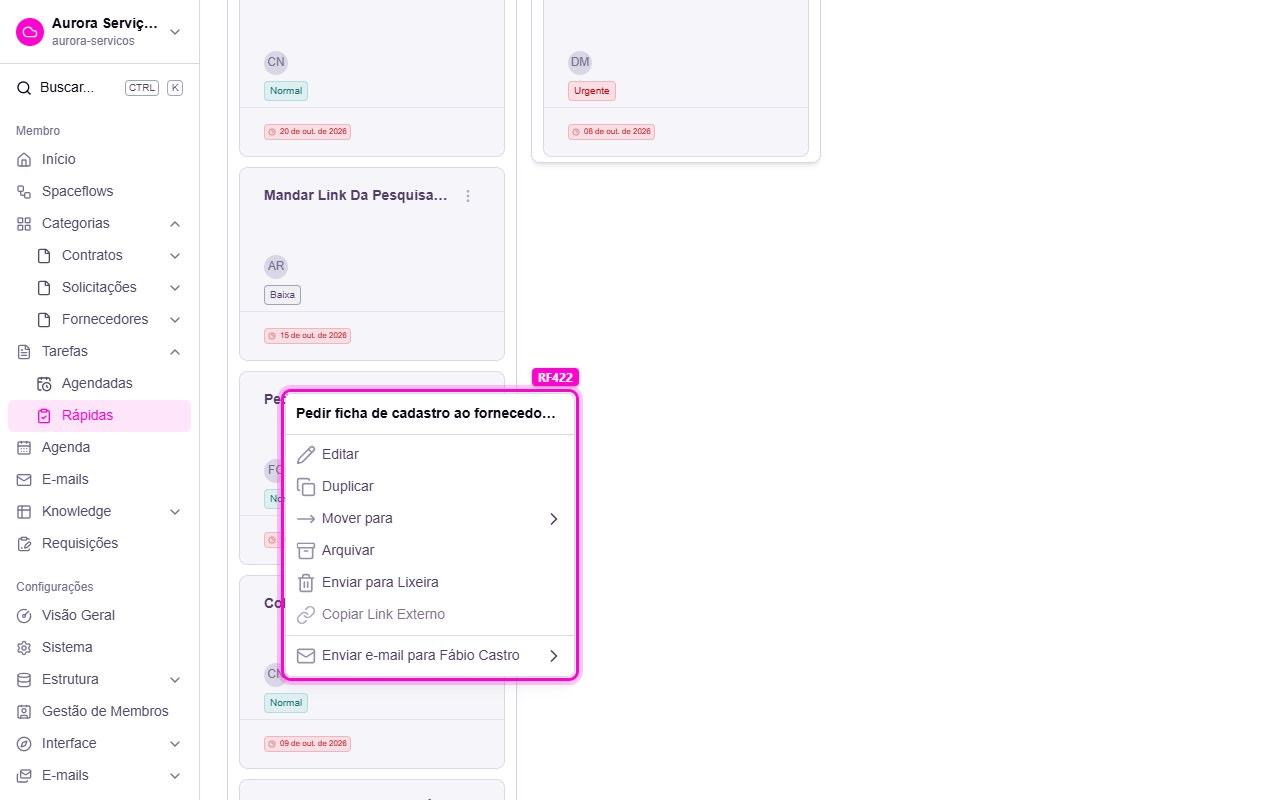 Aurora Serviç...
aurora-servicos
Buscar...
CTRL
K
Membro
Início
Spaceflows
Categorias
Contratos
Solicitações
Fornecedores
Tarefas
Agendadas
Rápidas
Agenda
E-mails
Knowledge
Requisições
Configurações
Visão Geral
Sistema
Estrutura
Gestão de Membros
Interface
E-mails
CN
Normal
20 de out. de 2026
Mandar Link Da Pesquisa...
AR
Baixa
15 de out. de 2026
CN
Normal
09 de out. de 2026
DM
Urgente
08 de out. de 2026
RF422
Pedir ficha de cadastro ao fornecedo...
Editar
Duplicar
Mover para
Arquivar
Enviar para Lixeira
Copiar Link Externo
Enviar e-mail para Fábio Castro